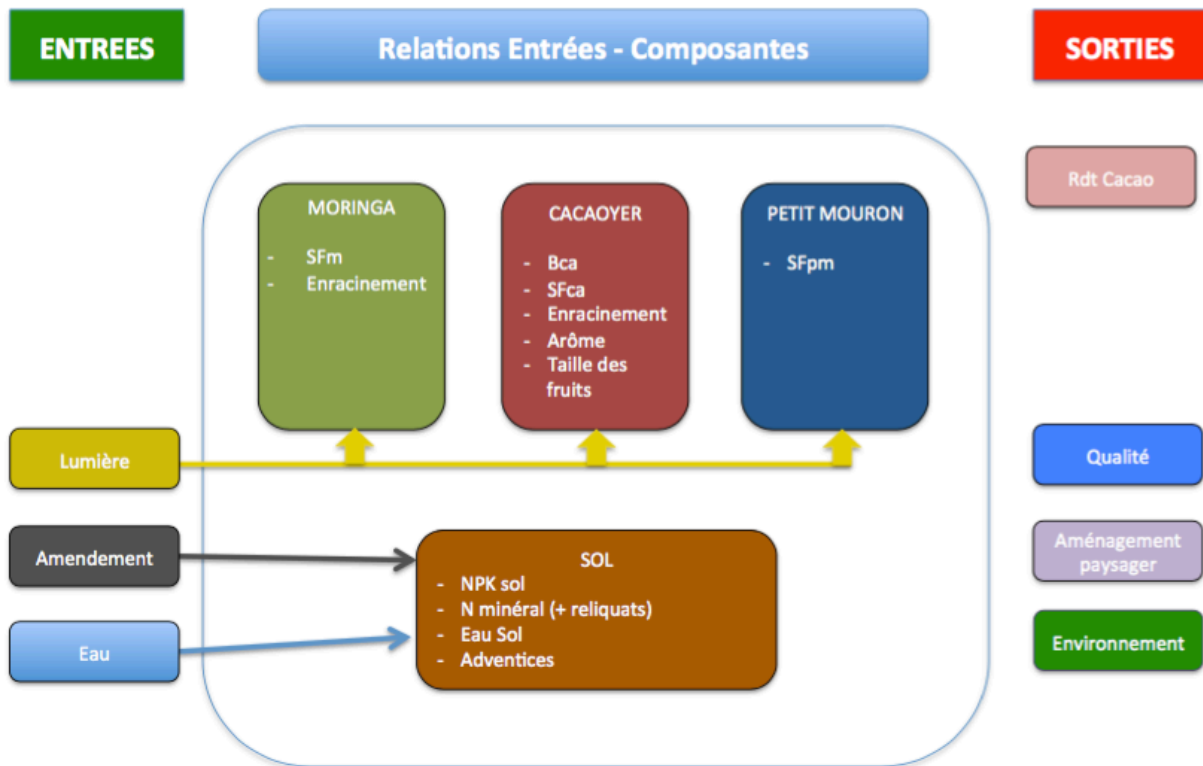 ENTREES
Relations Entrées - Composantes
SORTIES
Rdt Cacao
MORINGA
- SFm
- Enracinement
CACAOYER
- Bca
- SFca
- Enracinement
- Arôme
- Taille des
fruits
PETIT MOURON
- SFpm
Lumière
Qualité
Amendement
Aménagement
paysager
SOL
- NPK sol
- N minéral (+ reliquats)
- Eau Sol
- Adventices
Eau
Environnement